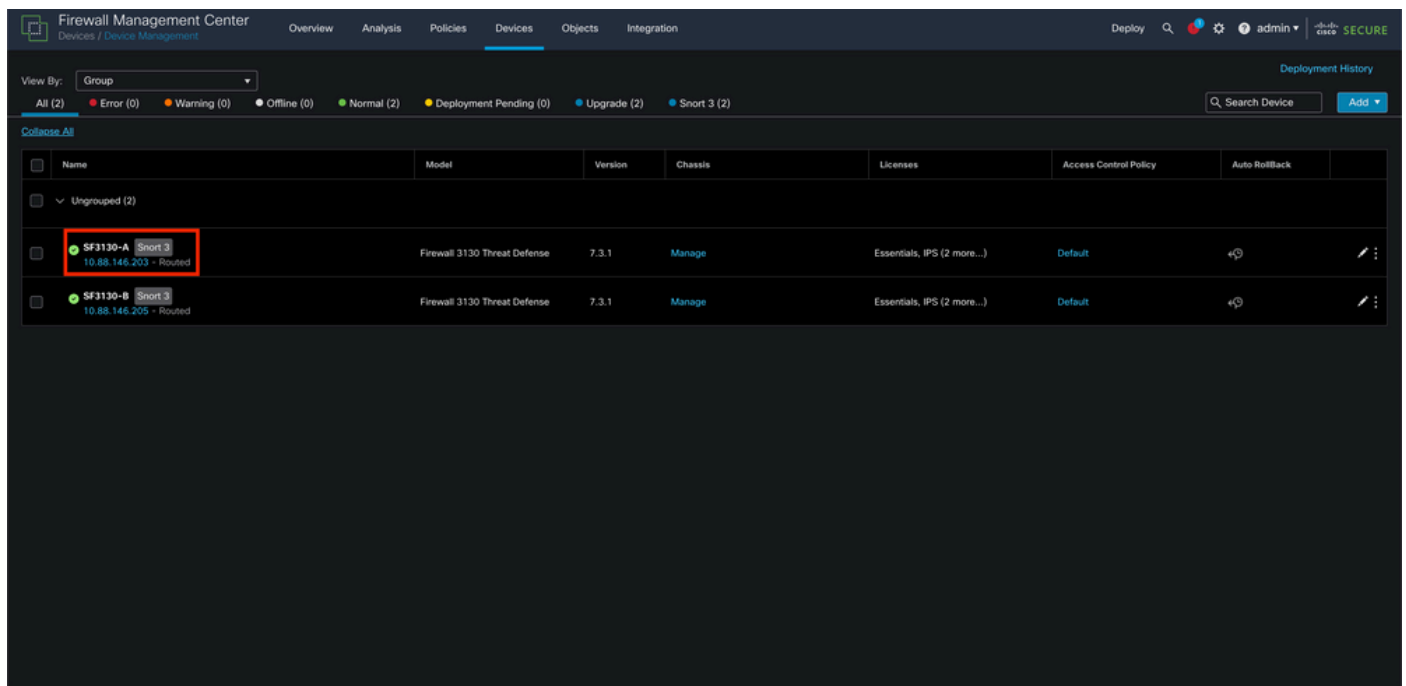 Firewall Management Center
Devices / Device Management
Overview Analysis Policies Devices Objects Integration
Deploy admin cisco SECURE
Deployment History
View By: Group
All (2) Error (0) Warning (0) Offline (0) Normal (2) Deployment Pending (0) Upgrade (2) Snort 3 (2)
Search Device Add
Collapse All
Name Model Version Chassis Licenses Access Control Policy Auto RollBack
Ungrouped (2)
SF3130-A Snort 3
10.88.146.203 - Routed
Firewall 3130 Threat Defense 7.3.1 Manage Essentials, IPS (2 more...) Default
SF3130-B Snort 3
10.88.146.205 - Routed
Firewall 3130 Threat Defense 7.3.1 Manage Essentials, IPS (2 more...) Default